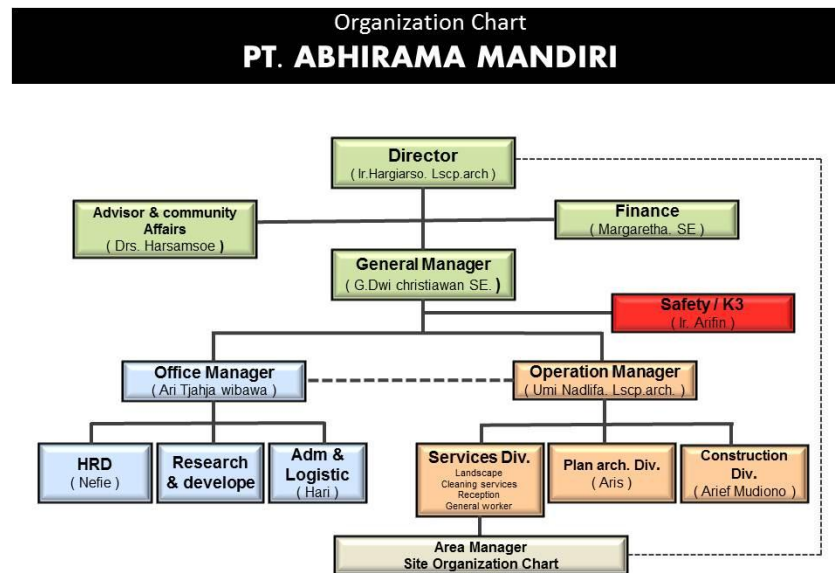 Organization Chart
PT. ABHIRAMA MANDIRI
Director
( Ir.Hargiarso. Lscp.arch )
Advisor & community
Affairs
( Drs. Harsamsoe )
Finance
( Margaretha. SE )
General Manager
( G.Dwi christiawan SE. )
Safety / K3
( Ir. Arifin )
Office Manager
( Ari Tjahja wibawa )
Operation Manager
( Umi Nadlifa. Lscp.arch. )
HRD
( Nefie )
Research
& develope
Adm &
Logistic
( Hari )
Services Div.
Landscape
Cleaning services
Reception
General worker
Plan arch. Div.
( Aris )
Construction
Div.
( Arief Mudiono )
Area Manager
Site Organization Chart